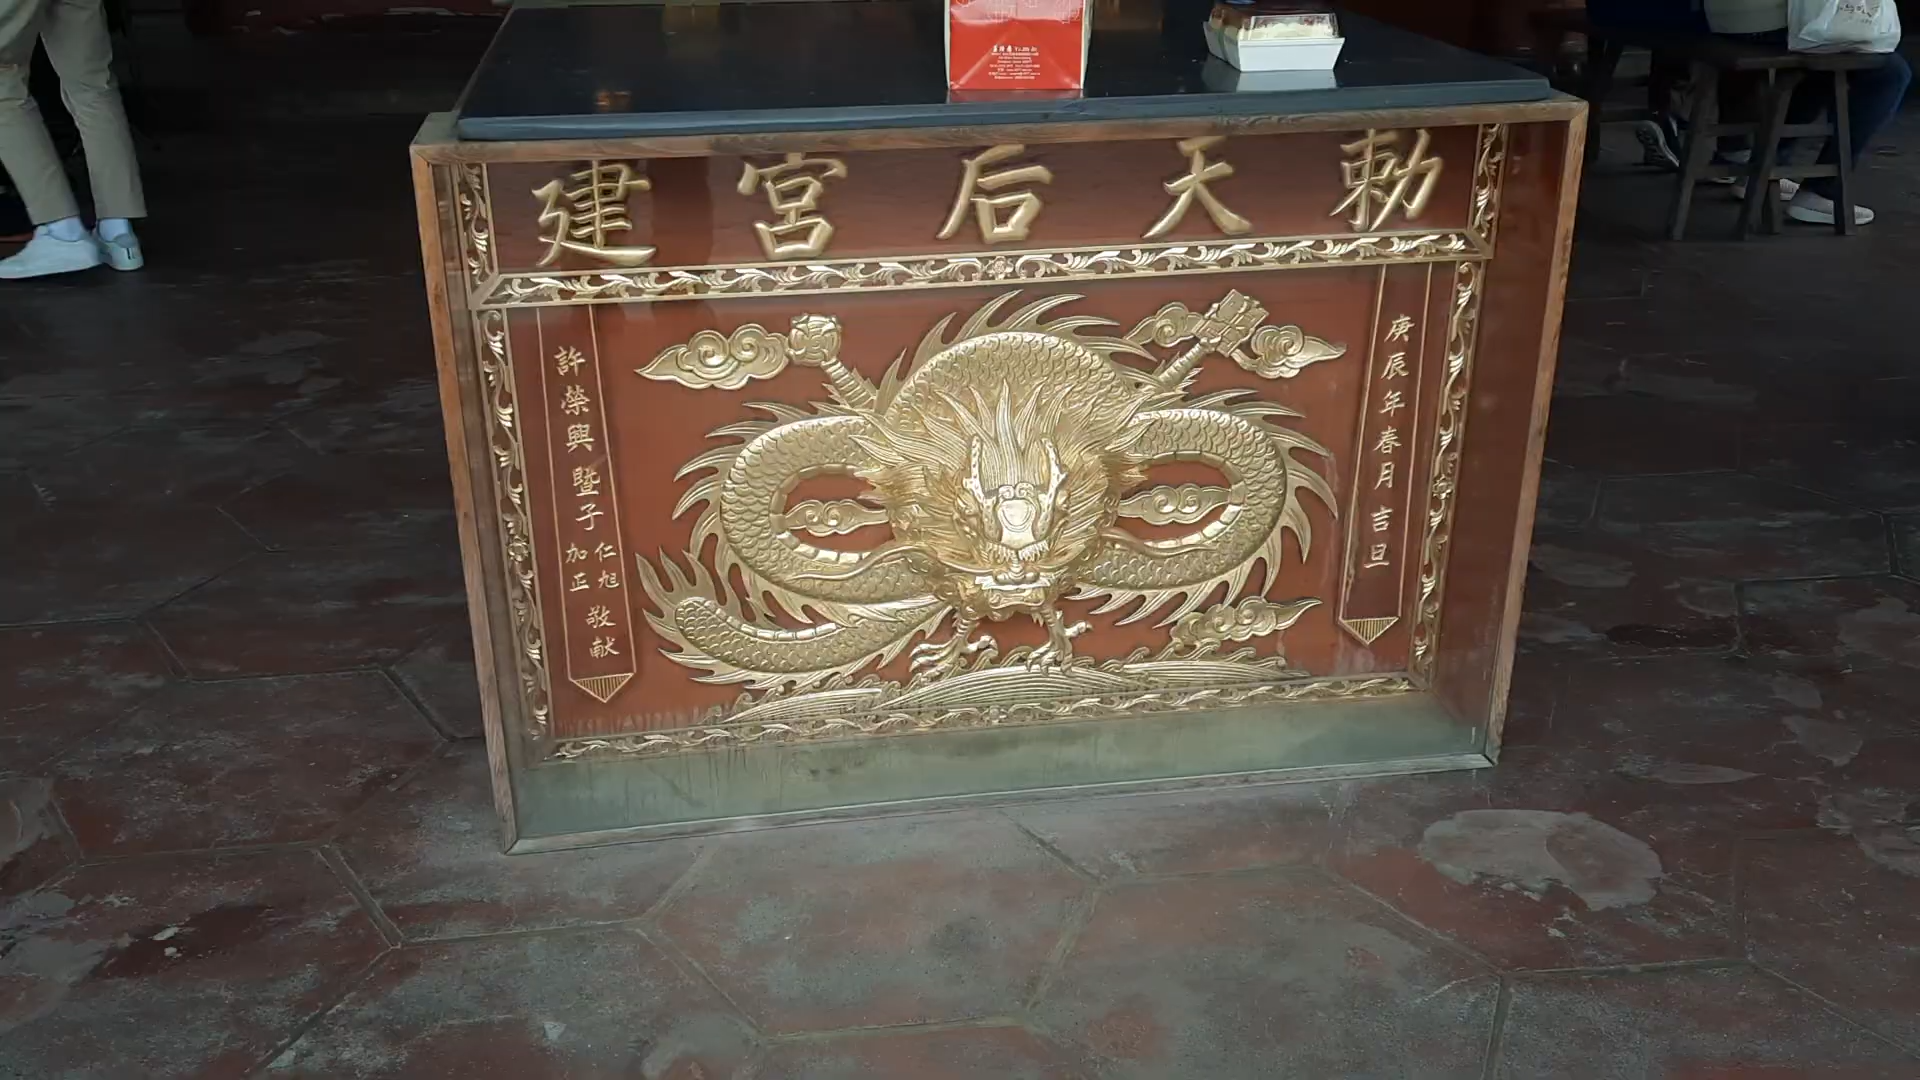 勅天后宮建
庚辰年春月吉旦
許榮興暨子
仁旭
加正
敬献